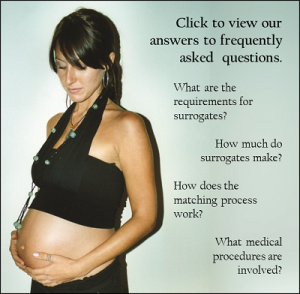 Click to view our
answers to frequently
asked questions.
What are the
requirements for
surrogates?
How much do
surrogates make?
How does the
matching process
work?
What medical
procedures are
involved?